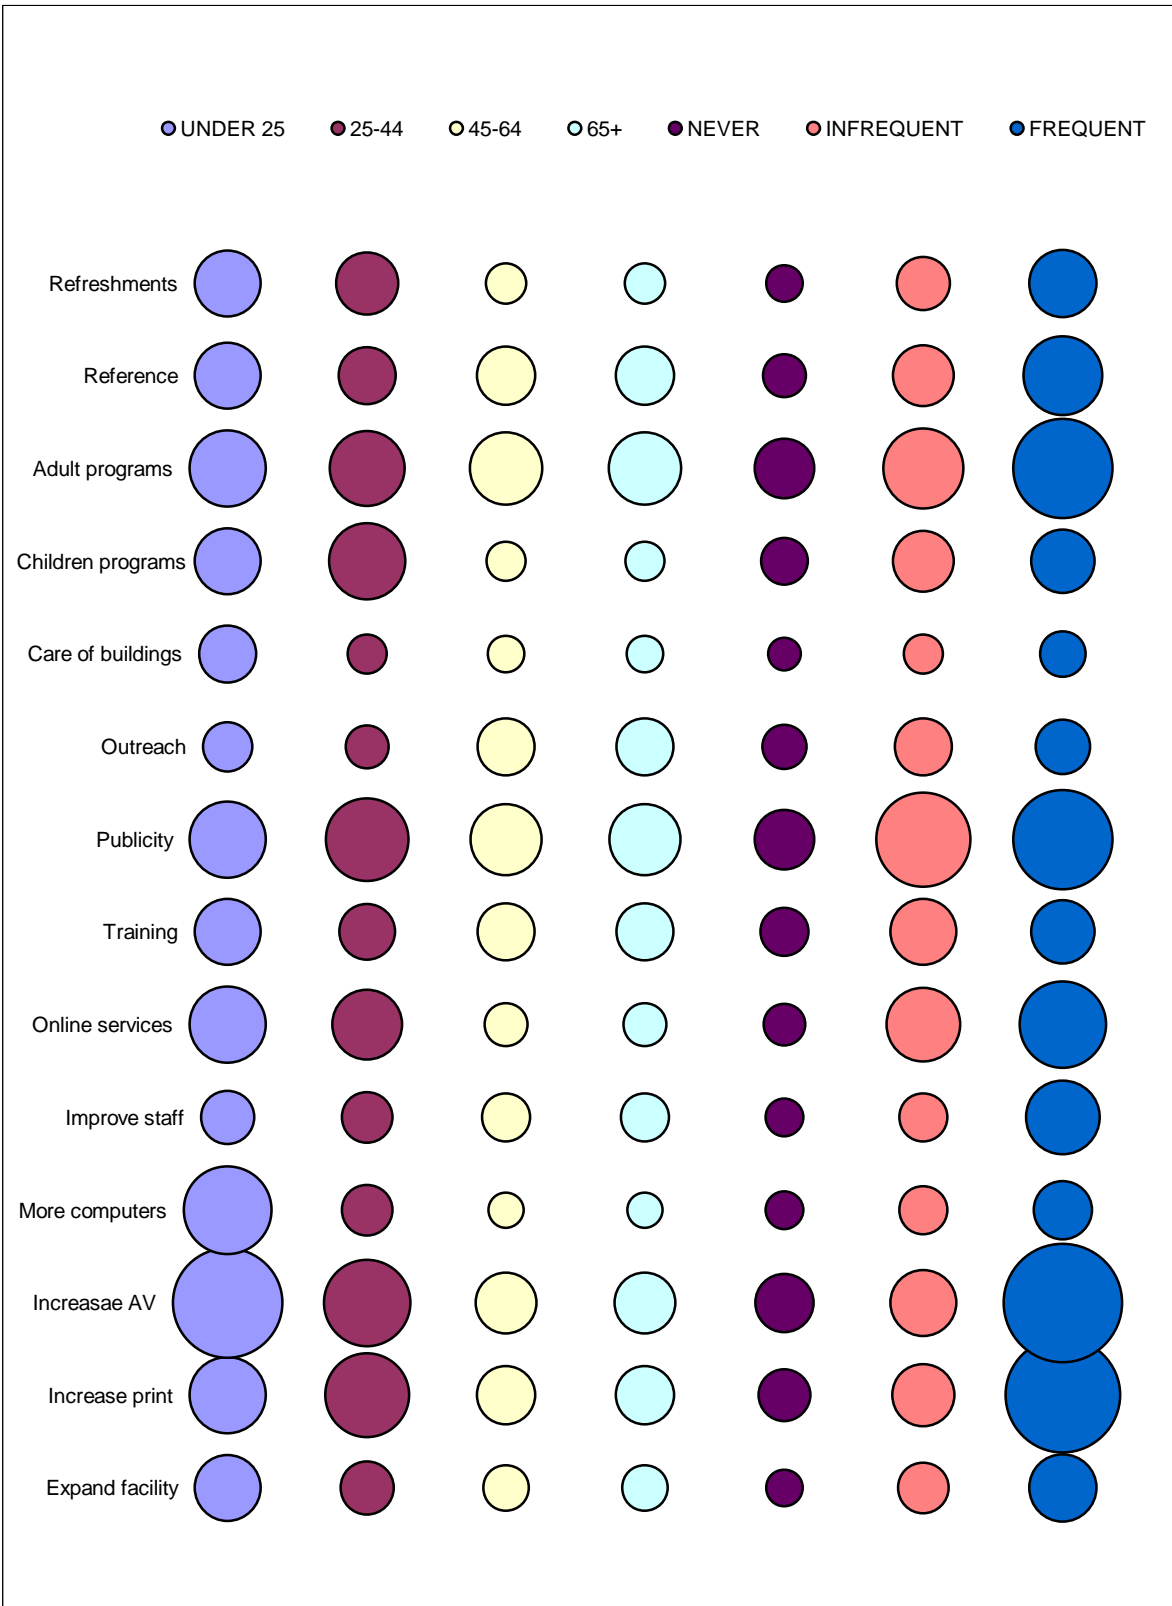 UNDER 25 25-44 45-64 65+ NEVER INFREQUENT FREQUENT
Refreshments
Reference
Adult programs
Children programs
Care of buildings
Outreach
Publicity
Training
Online services
Improve staff
More computers
Increasae AV
Increase print
Expand facility